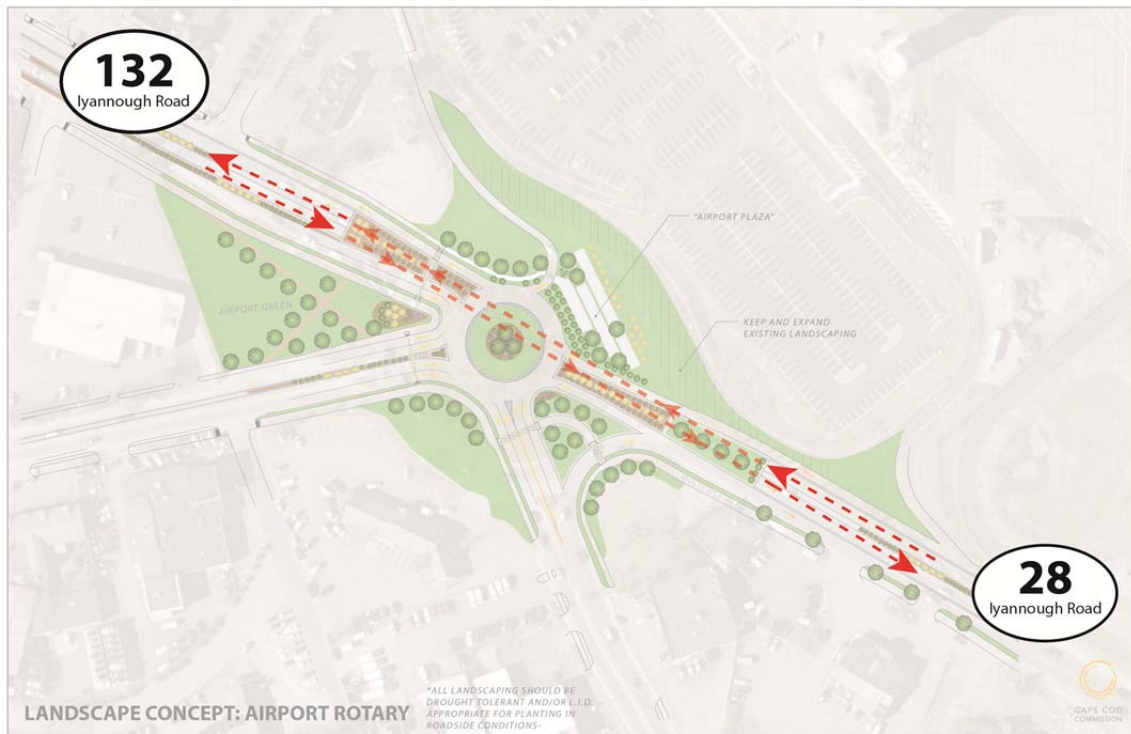 132
Iyannough Road
"AIRPORT PLAZA"
AIRPORT GREEN
KEEP AND EXPAND
EXISTING LANDSCAPING
28
Iyannough Road
LANDSCAPE CONCEPT: AIRPORT ROTARY
*ALL LANDSCAPING SHOULD BE
DROUGHT TOLERANT AND/OR L.I.D.
APPROPRIATE FOR PLANTING IN
ROADSIDE CONDITIONS-
CAPE COD
COMMISSION